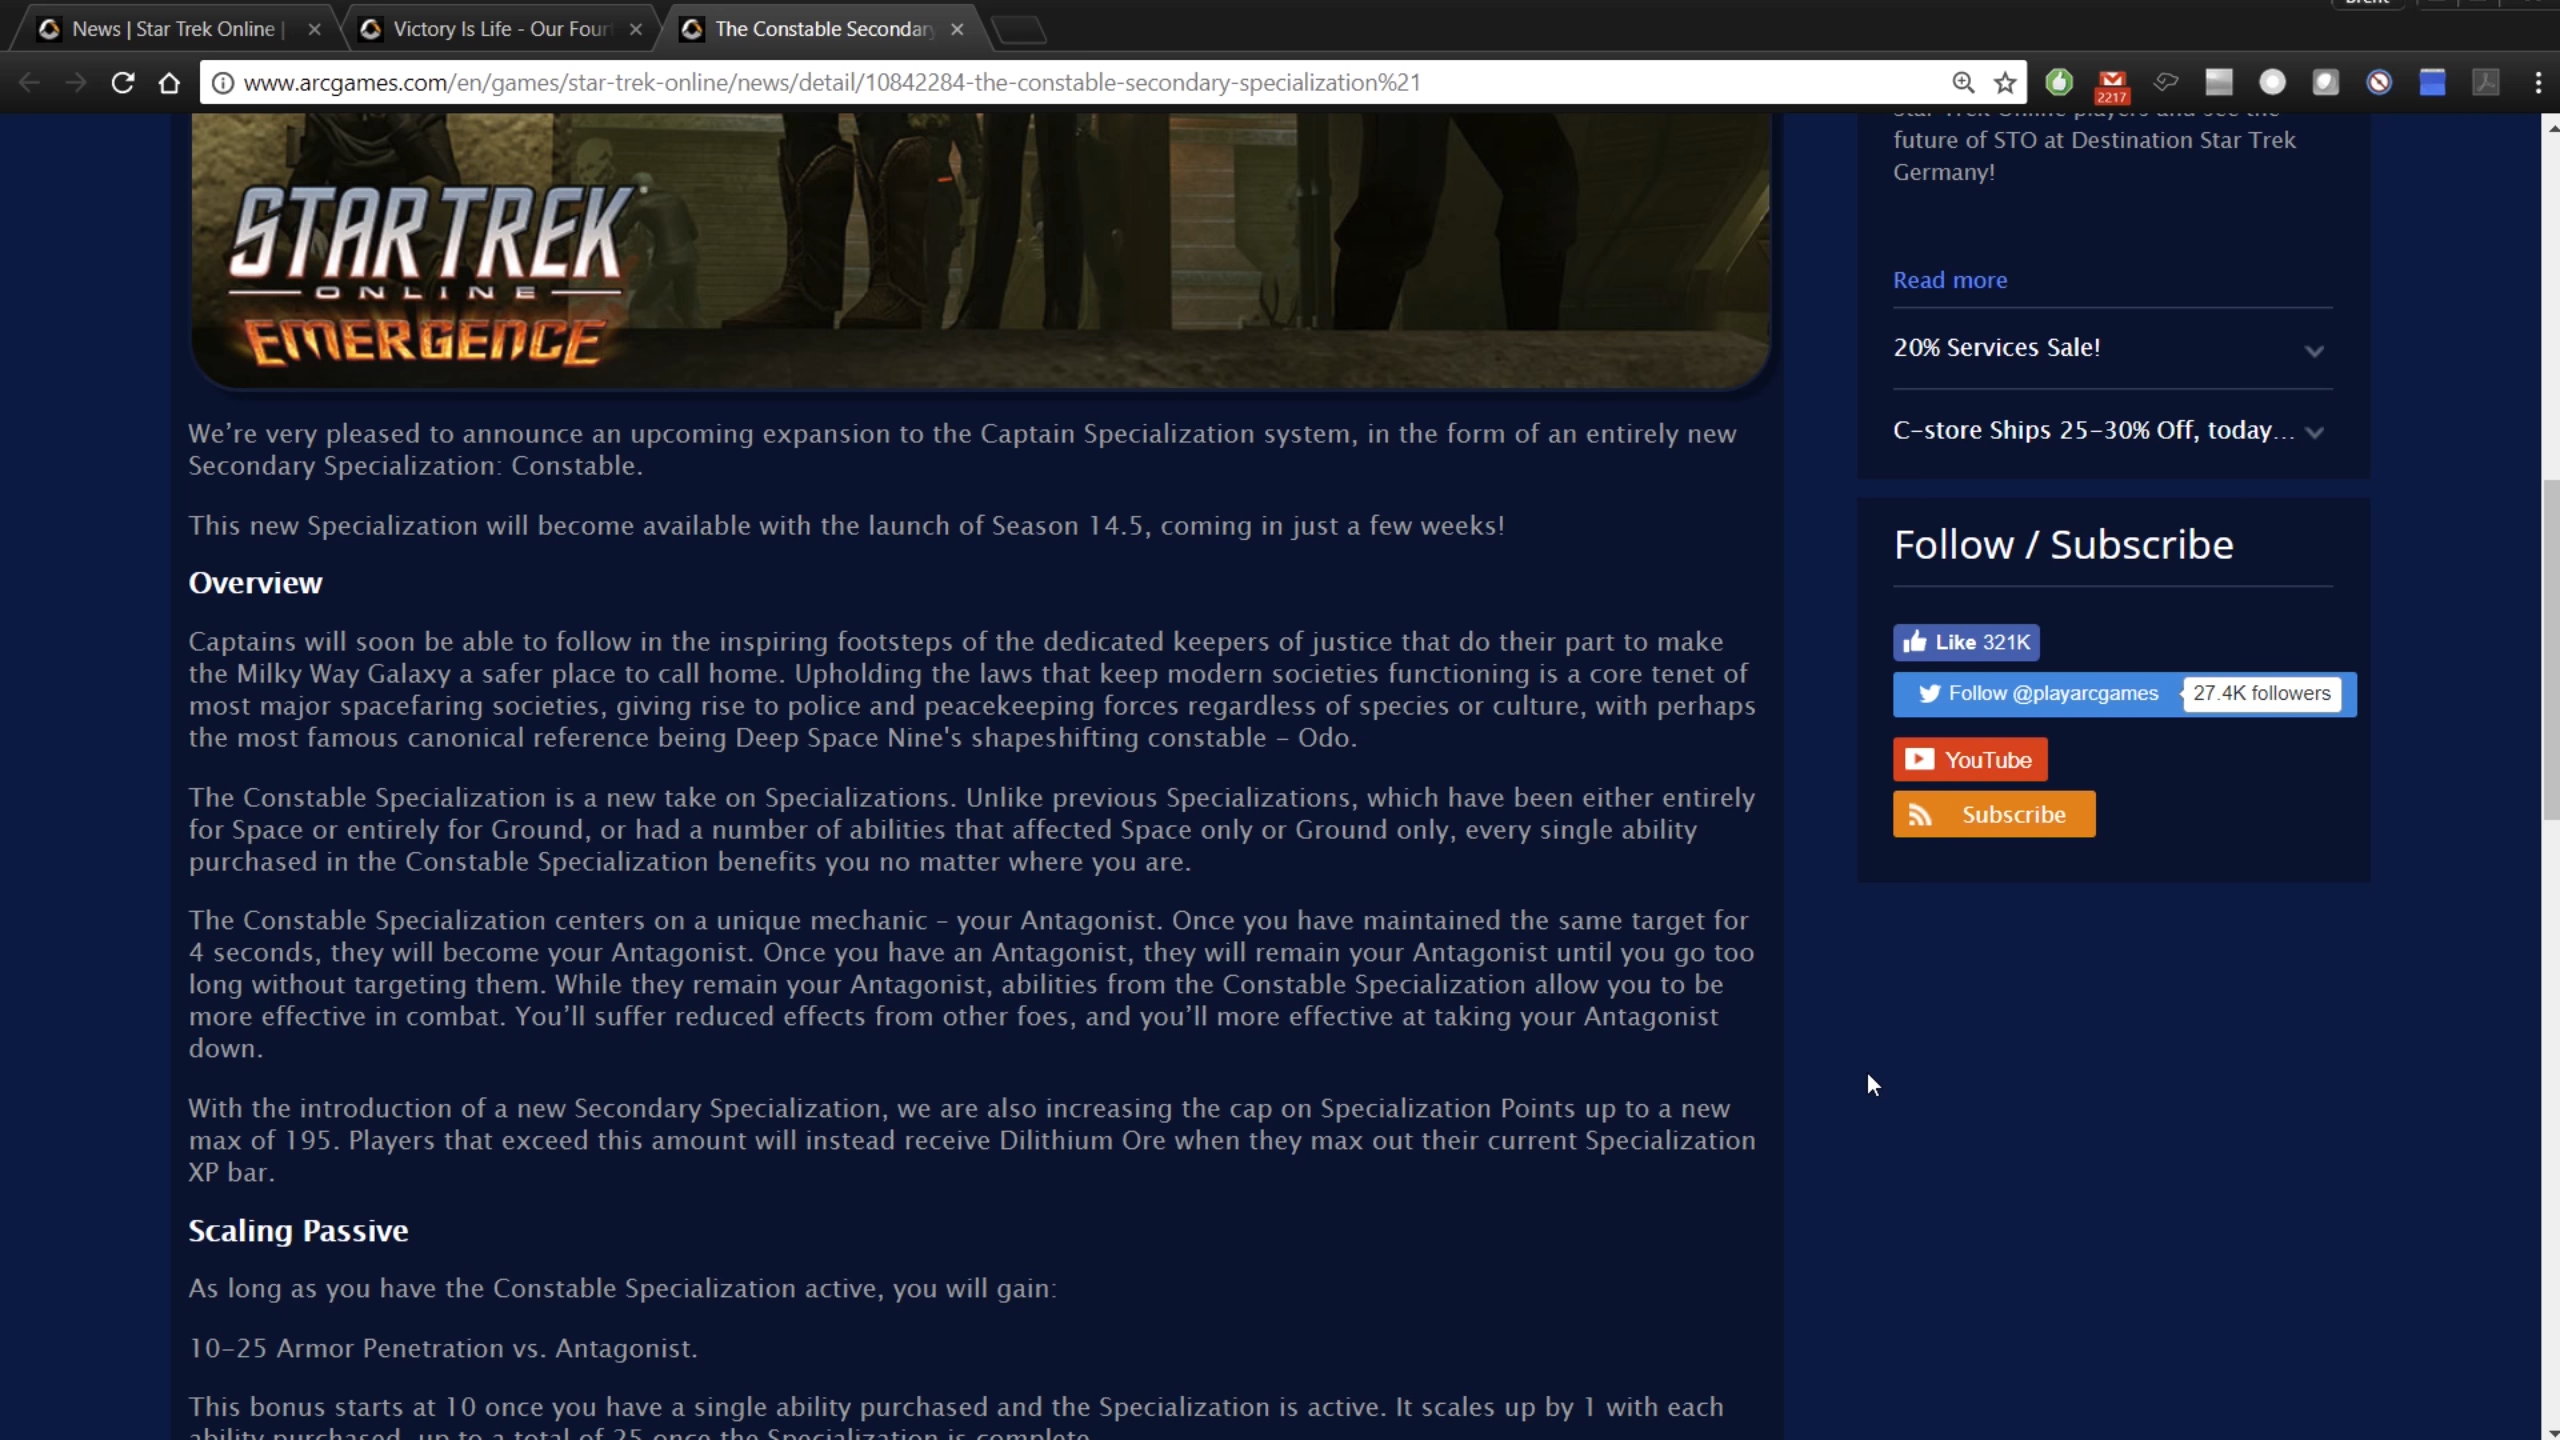 News | Star Trek Online |
Victory Is Life - Our Four
The Constable Secondary
www.arcgames.com/en/games/star-trek-online/news/detail/10842284-the-constable-secondary-specialization%21
2217
STAR TREK
ONLINE
EMERGENCE
We’re very pleased to announce an upcoming expansion to the Captain Specialization system, in the form of an entirely new
Secondary Specialization: Constable.
This new Specialization will become available with the launch of Season 14.5, coming in just a few weeks!
Overview
Captains will soon be able to follow in the inspiring footsteps of the dedicated keepers of justice that do their part to make
the Milky Way Galaxy a safer place to call home. Upholding the laws that keep modern societies functioning is a core tenet of
most major spacefaring societies, giving rise to police and peacekeeping forces regardless of species or culture, with perhaps
the most famous canonical reference being Deep Space Nine's shapeshifting constable – Odo.
The Constable Specialization is a new take on Specializations. Unlike previous Specializations, which have been either entirely
for Space or entirely for Ground, or had a number of abilities that affected Space only or Ground only, every single ability
purchased in the Constable Specialization benefits you no matter where you are.
The Constable Specialization centers on a unique mechanic – your Antagonist. Once you have maintained the same target for
4 seconds, they will become your Antagonist. Once you have an Antagonist, they will remain your Antagonist until you go too
long without targeting them. While they remain your Antagonist, abilities from the Constable Specialization allow you to be
more effective in combat. You’ll suffer reduced effects from other foes, and you’ll more effective at taking your Antagonist
down.
With the introduction of a new Secondary Specialization, we are also increasing the cap on Specialization Points up to a new
max of 195. Players that exceed this amount will instead receive Dilithium Ore when they max out their current Specialization
XP bar.
Scaling Passive
As long as you have the Constable Specialization active, you will gain:
10–25 Armor Penetration vs. Antagonist.
This bonus starts at 10 once you have a single ability purchased and the Specialization is active. It scales up by 1 with each
ability purchased, up to a total of 25 once the Specialization is complete.
Star Trek Online players and see the
future of STO at Destination Star Trek
Germany!
Read more
20% Services Sale!
C-store Ships 25-30% Off, today...
Follow / Subscribe
Like 321K
Follow @playarcgames 27.4K followers
YouTube
Subscribe